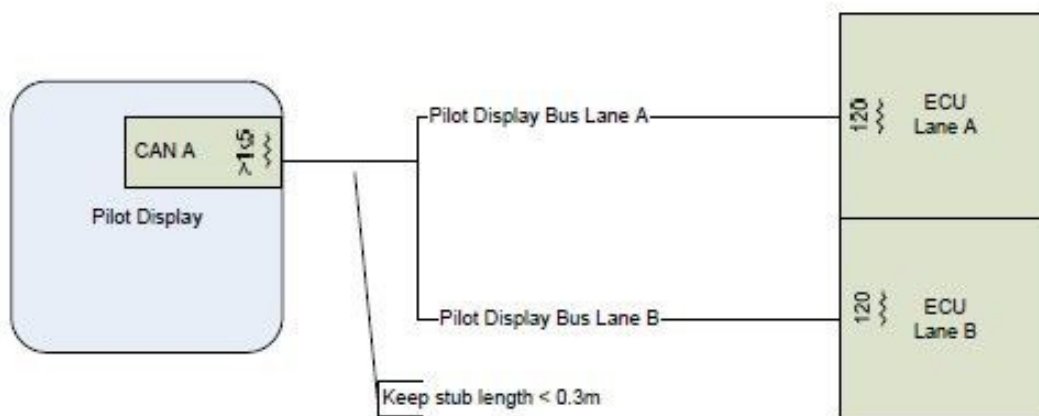 CAN A
Pilot Display
Pilot Display Bus Lane A
Pilot Display Bus Lane B
Keep stub length < 0.3m
120
ECU
Lane A
120
ECU
Lane B